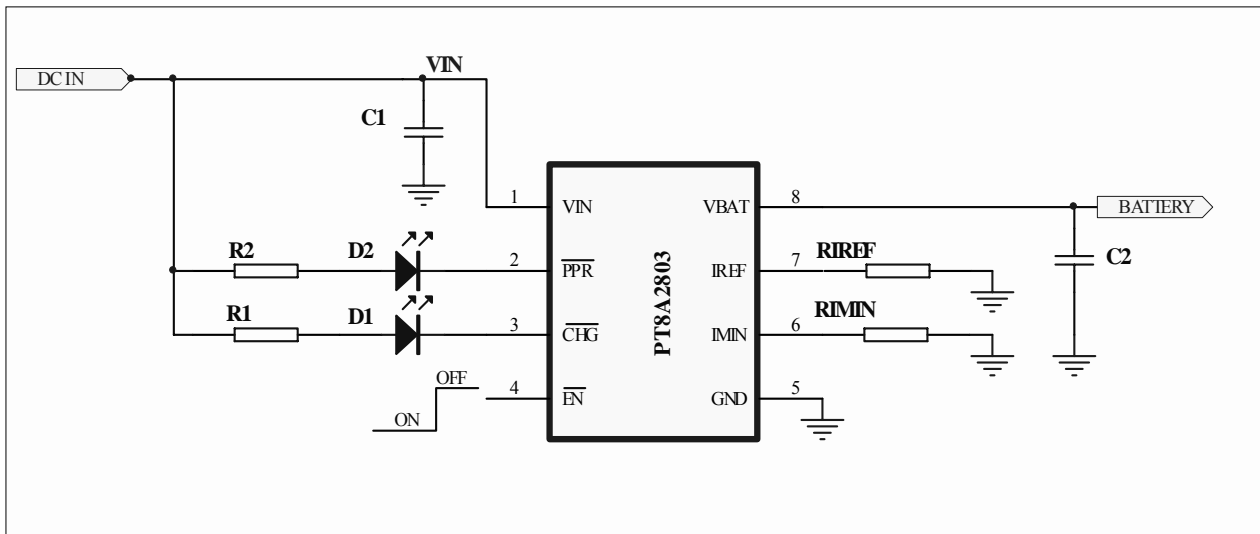 DC IN
VIN
C1
1
VIN
VBAT
8
BATTERY
R2
D2
2
PPR
IREF
7
RIREF
C2
R1
D1
3
CHG
IMIN
6
RIMIN
PT8A2803
OFF
ON
4
EN
GND
5